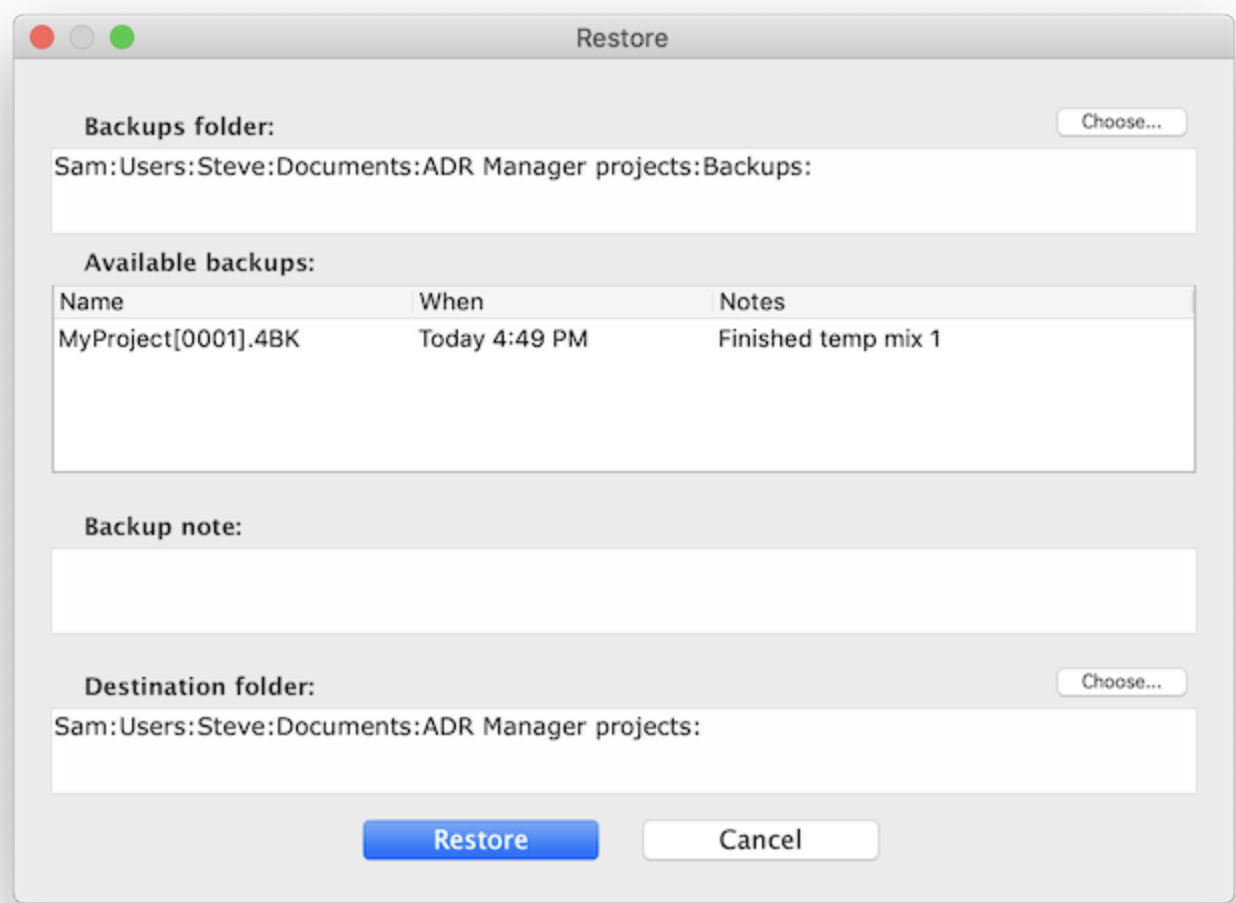 Restore
Backups folder:
Choose...
Sam:Users:Steve:Documents:ADR Manager projects:Backups:
Available backups:
Name When Notes
MyProject[0001].4BK Today 4:49 PM Finished temp mix 1
Backup note:
Destination folder:
Choose...
Sam:Users:Steve:Documents:ADR Manager projects:
Restore Cancel